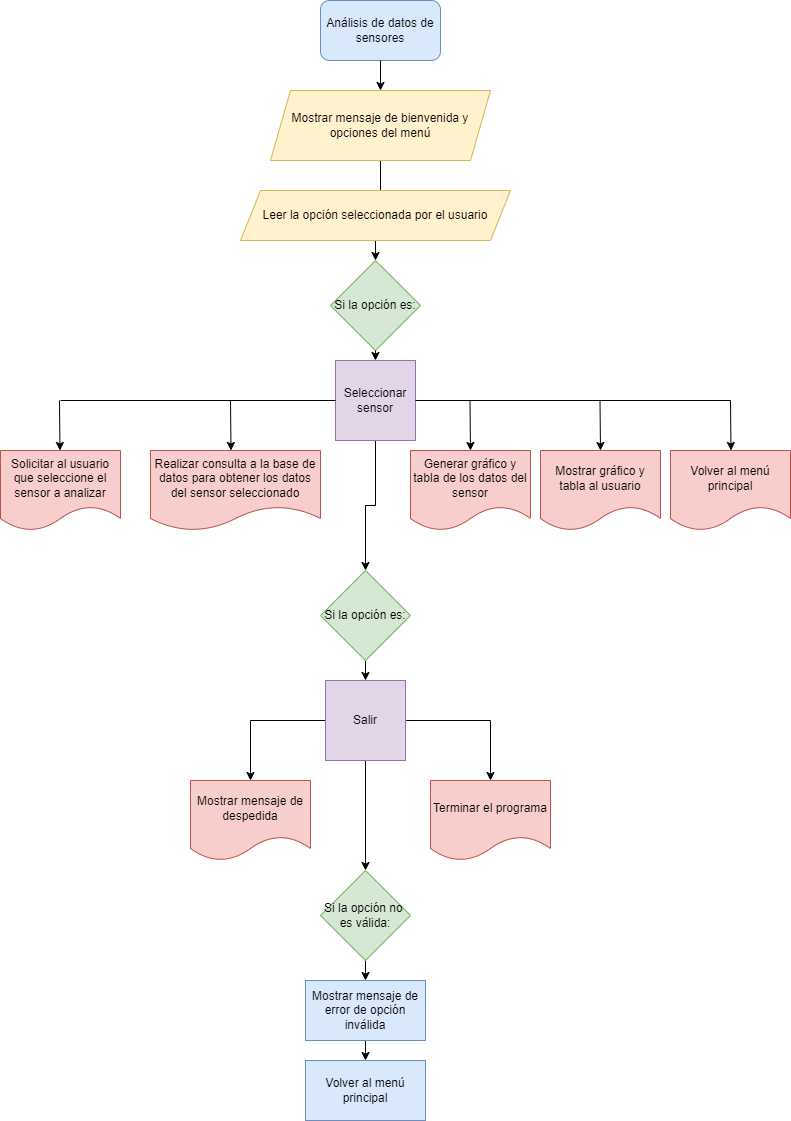 Análisis de datos de
sensores
Mostrar mensaje de bienvenida y
opciones del menú
Leer la opción seleccionada por el usuario
Si la opción es:
Seleccionar
sensor
Solicitar al usuario
que seleccione el
sensor a analizar
Realizar consulta a la base de
datos para obtener los datos
del sensor seleccionado
Generar gráfico y
tabla de los datos del
sensor
Mostrar gráfico y
tabla al usuario
Volver al menú
principal
Si la opción es:
Salir
Mostrar mensaje de
despedida
Terminar el programa
Si la opción no
es válida:
Mostrar mensaje de
error de opción
inválida
Volver al menú
principal